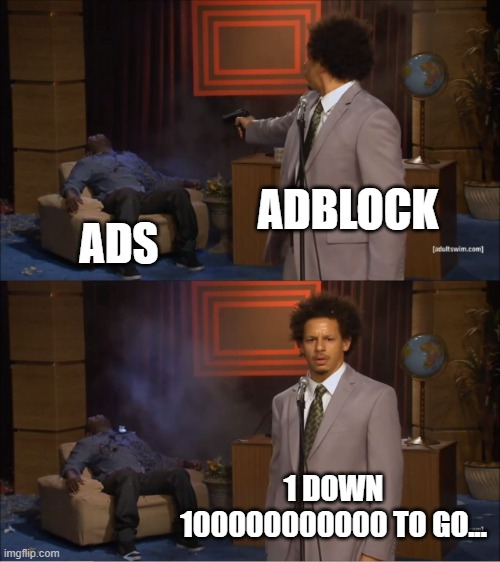 ADBLOCK
ADS
[adultswim.com]
1 DOWN
100000000000 TO GO...
imgflip.com